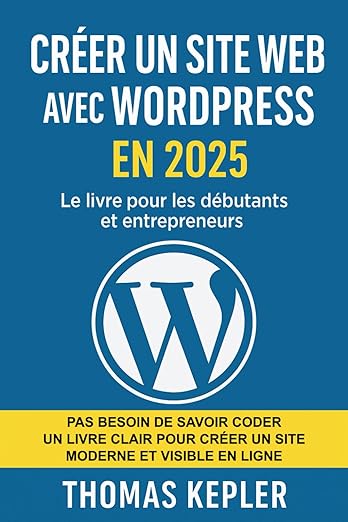 CRÉER UN SITE WEB
AVEC WORDPRESS
EN 2025
Le livre pour les débutants
et entrepreneurs
W
PAS BESOIN DE SAVOIR CODER
UN LIVRE CLAIR POUR CRÉER UN SITE
MODERNE ET VISIBLE EN LIGNE
THOMAS KEPLER